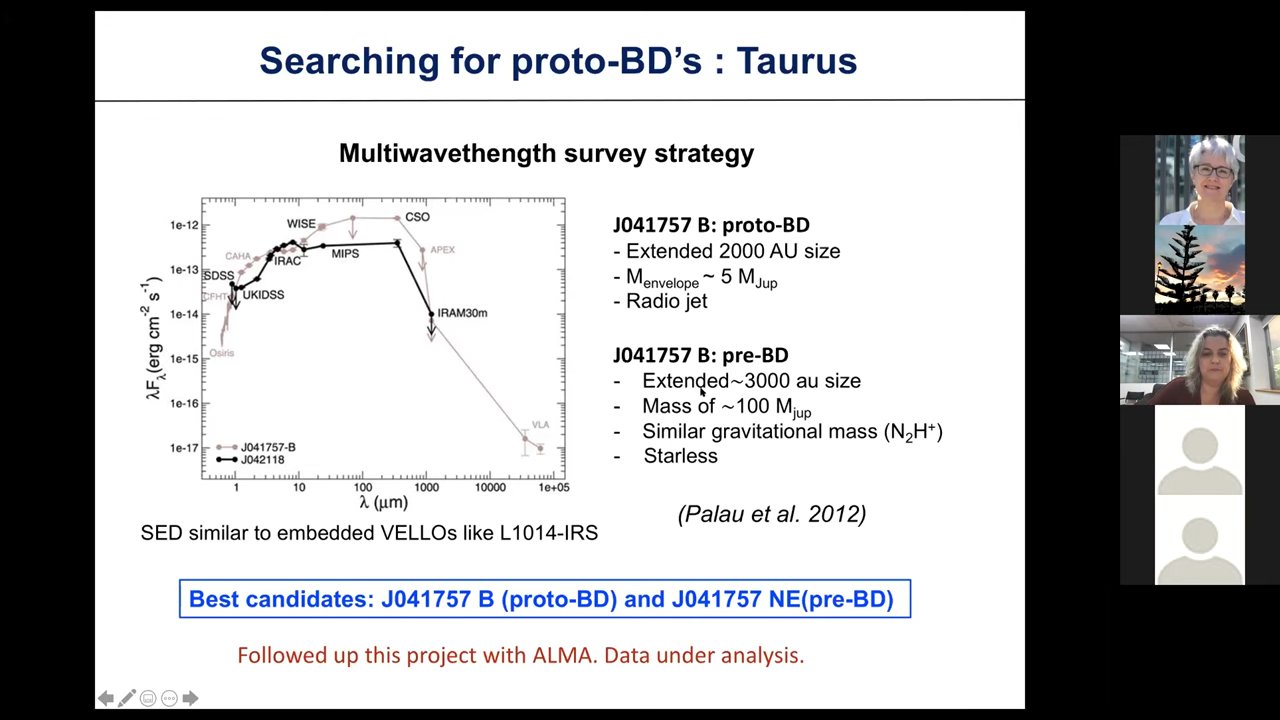 Searching for proto-BD's : Taurus
Multiwavethength survey strategy
1e-12
1e-13
1e-14
1e-15
1e-16
1e-17
λFλ(erg cm-2 s-1)
WISE
CSO
CAHA
APEX
SDSS
IRAC
MIPS
CFHT
UKIDSS
IRAM30m
Osiris
VLA
J041757-B
J042118
1 10 100 1000 10000 1e+05
λ (μm)
SED similar to embedded VELLOs like L1014-IRS
J041757 B: proto-BD
- Extended 2000 AU size
- Menvelope ~ 5 MJup
- Radio jet
J041757 B: pre-BD
- Extended~3000 au size
- Mass of ~100 Mjup
- Similar gravitational mass (N2H+)
- Starless
(Palau et al. 2012)
Best candidates: J041757 B (proto-BD) and J041757 NE(pre-BD)
Followed up this project with ALMA. Data under analysis.